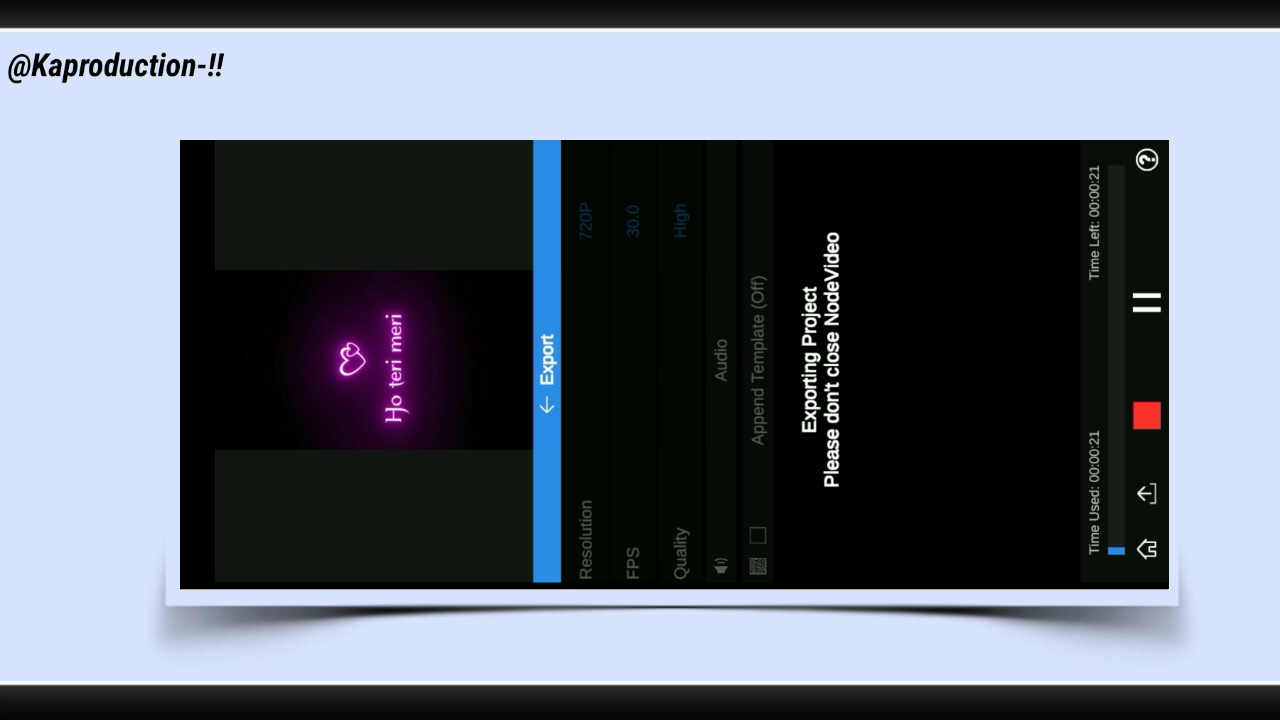 @Kaproduction-!!
Ho teri meri
← Export
Resolution 720P
FPS 30.0
Quality High
Audio
Append Template (Off)
Exporting Project
Please don't close NodeVideo
Time Used: 00:00:21 Time Left: 00:00:21